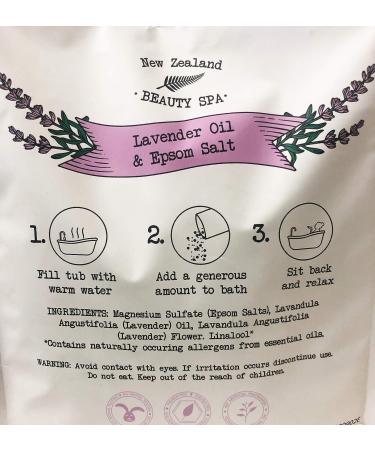 New Zealand
· BEAUTY SPA ·
Lavender Oil
& Epsom Salt
1.
2.
3.
Fill tub with
warm water
Add a generous
amount to bath
Sit back
and relax
INGREDIENTS: Magnesium Sulfate (Epsom Salts), Lavandula
Angustifolia (Lavender) Oil, Lavandula Angustifolia
(Lavender) Flower. Linalool*
*Contains naturally occuring allergens from essential oils.
WARNING: Avoid contact with eyes. If irritation occurs discontinue use.
Do not eat. Keep out of the reach of children.